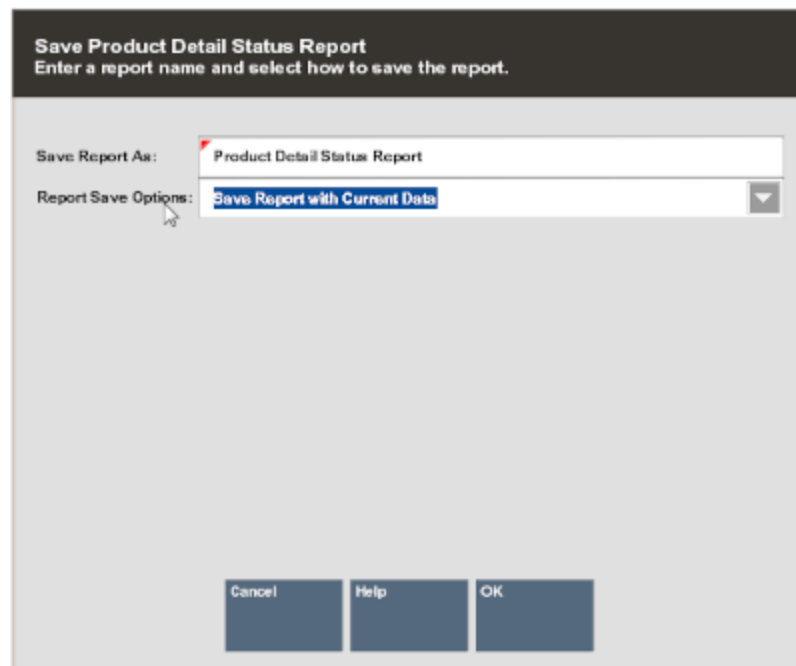 Save Product Detail Status Report
Enter a report name and select how to save the report.
Save Report As: Product Detail Status Report
Report Save Options: Save Report with Current Data
Cancel Help OK